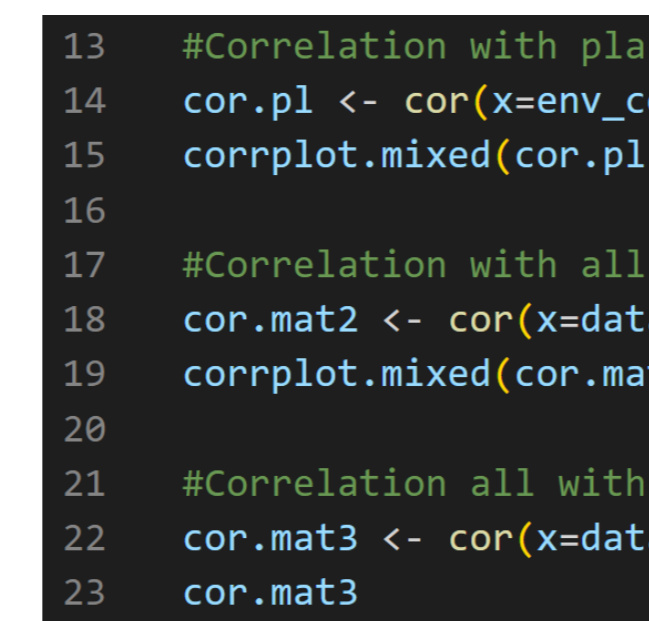 13 #Correlation with pla
14 cor.pl <- cor(x=env_c
15 corrplot.mixed(cor.pl
16
17 #Correlation with all
18 cor.mat2 <- cor(x=dat
19 corrplot.mixed(cor.ma
20
21 #Correlation all with
22 cor.mat3 <- cor(x=dat
23 cor.mat3